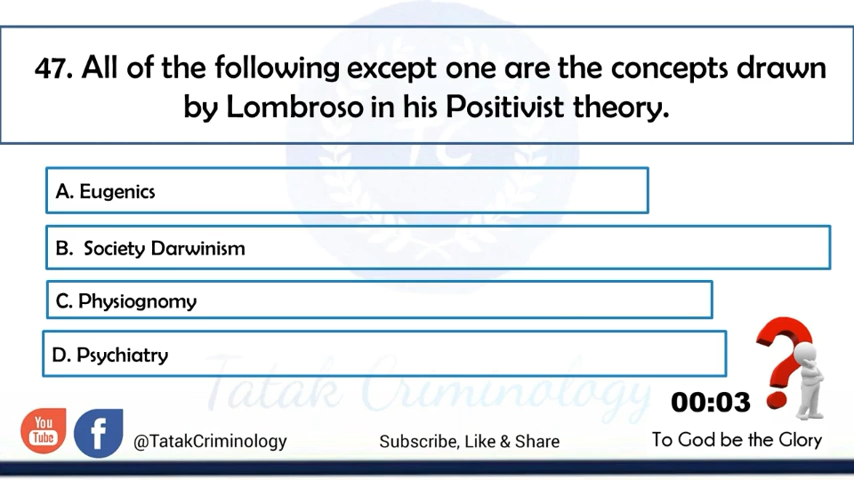 47. All of the following except one are the concepts drawn
by Lombroso in his Positivist theory.
TC
A. Eugenics
B. Society Darwinism
C. Physiognomy
D. Psychiatry
Tatak Criminology
00:03
You
Tube
f
@TatakCriminology
Subscribe, Like & Share
To God be the Glory